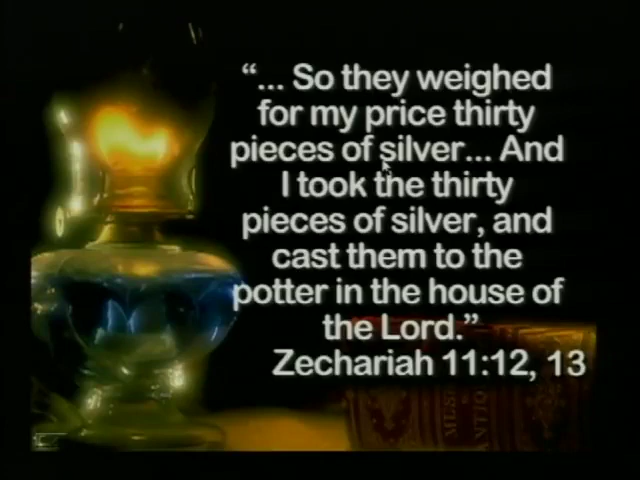 “... So they weighed
for my price thirty
pieces of silver... And
I took the thirty
pieces of silver, and
cast them to the
potter in the house of
the Lord.”
Zechariah 11:12, 13